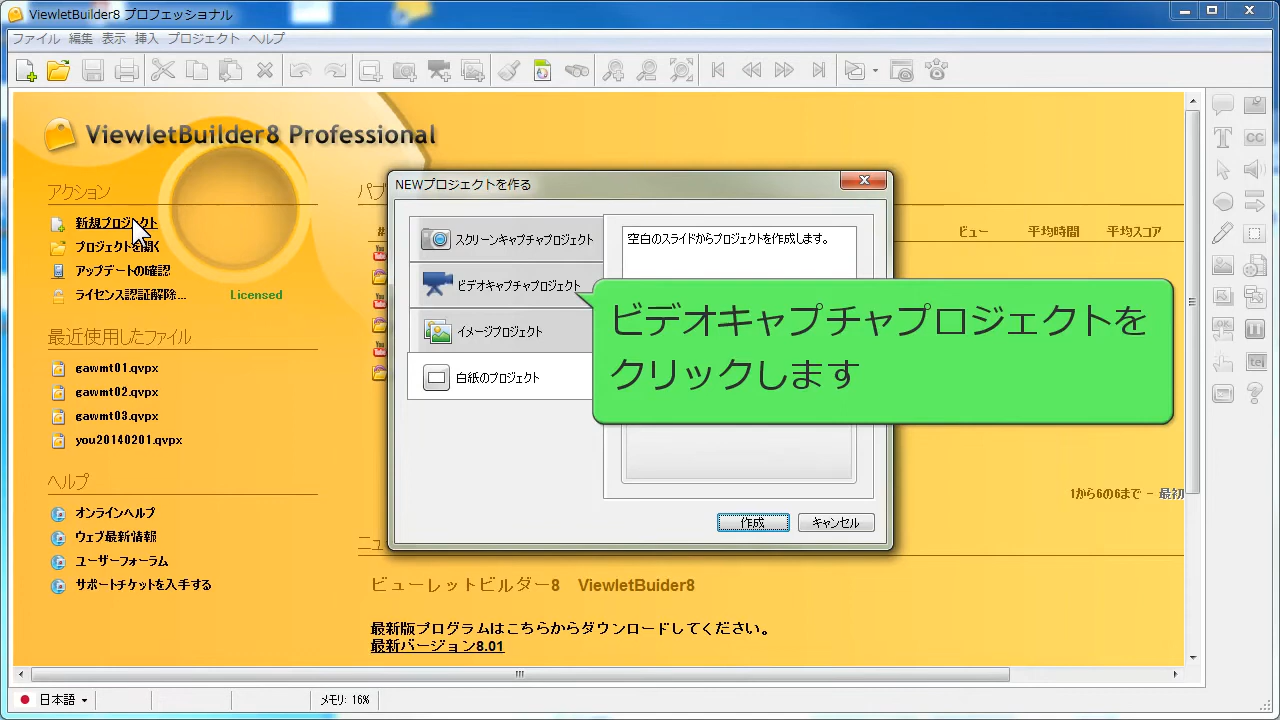 ViewletBuilder8 プロフェッショナル
ファイル 編集 表示 挿入 プロジェクト ヘルプ
ViewletBuilder8 Professional
アクション
新規プロジェクト
プロジェクトを開く
アップデートの確認
ライセンス認証解除... Licensed
最近使用したファイル
gawmt01.qvpx
gawmt02.qvpx
gawmt03.qvpx
you20140201.qvpx
ヘルプ
オンラインヘルプ
ウェブ最新情報
ユーザーフォーラム
サポートチケットを入手する
パブ
# ビュー 平均時間 平均スコア
NEWプロジェクトを作る
スクリーンキャプチャプロジェクト
ビデオキャプチャプロジェクト
イメージプロジェクト
白紙のプロジェクト
空白のスライドからプロジェクトを作成します。
ビデオキャプチャプロジェクトを
クリックします
作成 キャンセル
1から6の6まで - 最初
ニュ
ビューレットビルダー8 ViewletBuider8
最新版プログラムはこちらからダウンロードしてください。
最新バージョン8.01
日本語 メモリ: 16%